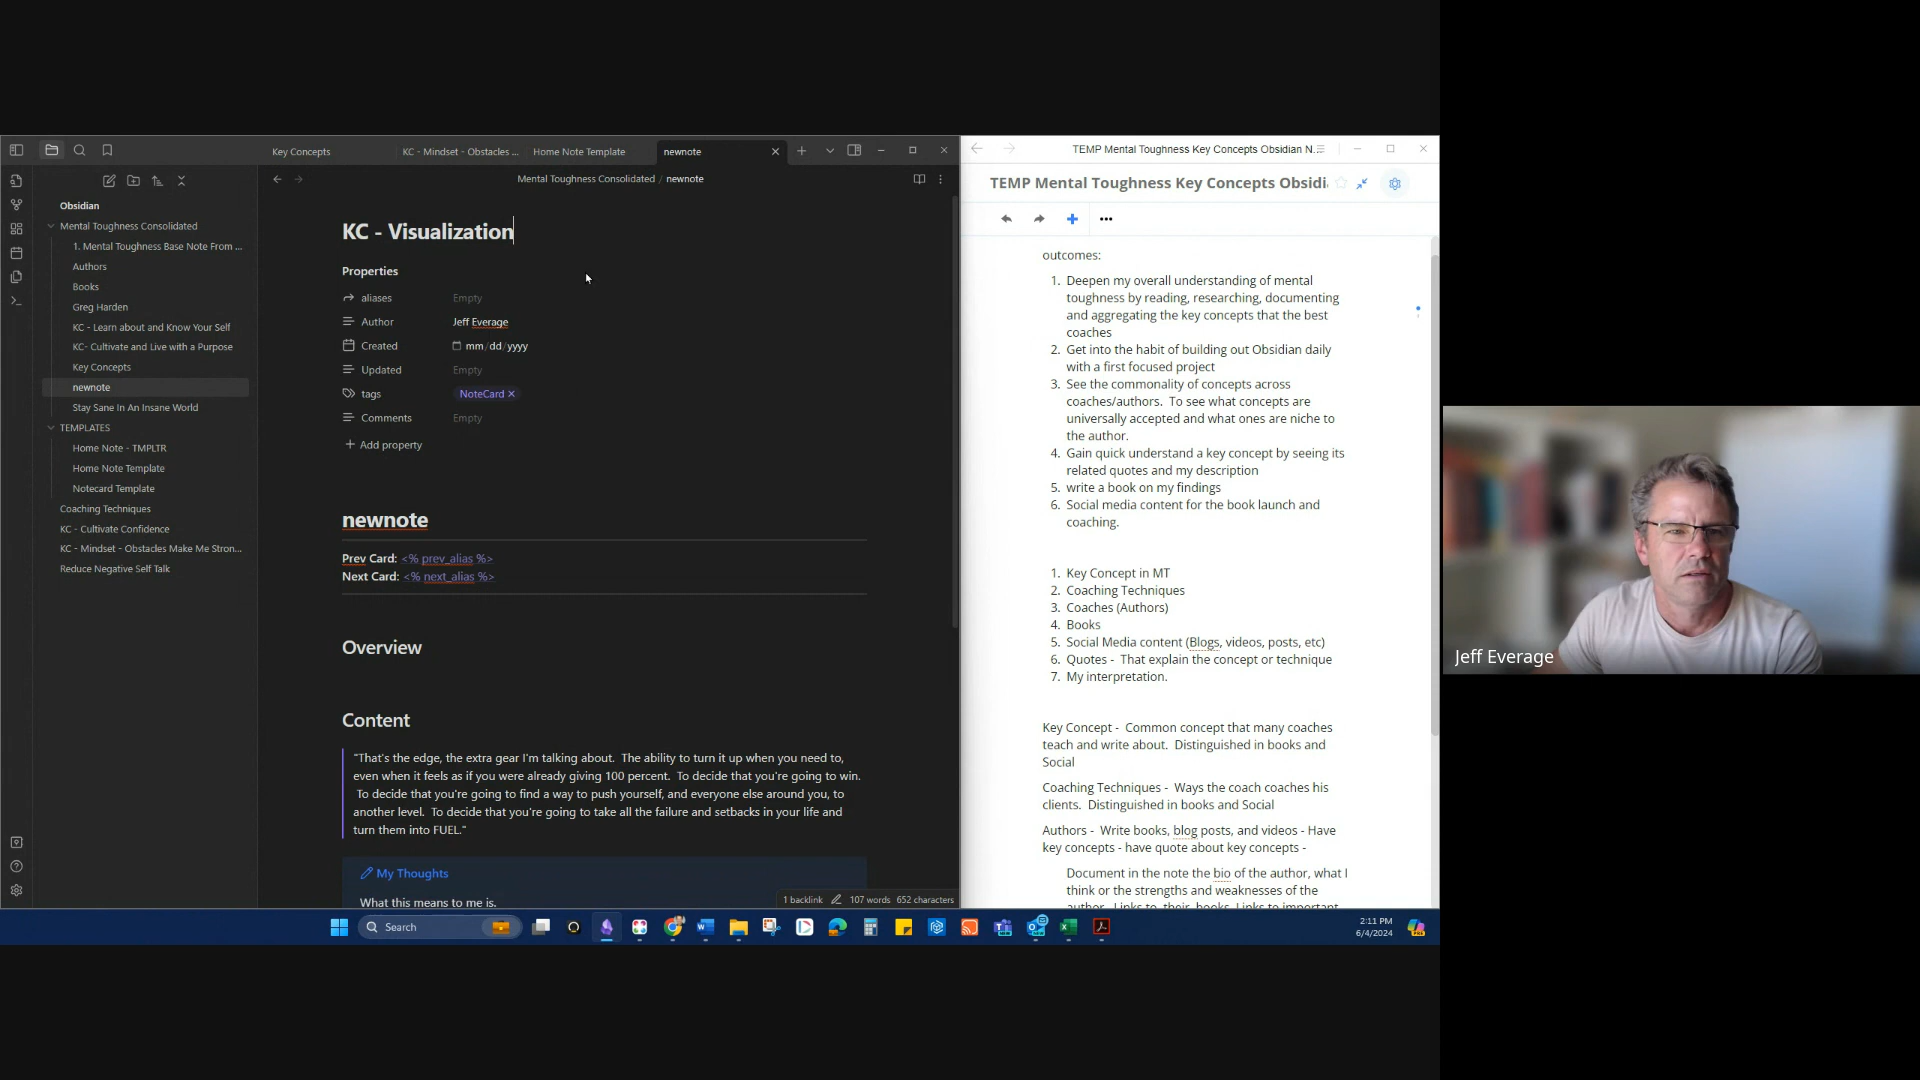 Key Concepts
KC - Mindset - Obstacles ...
Home Note Template
newnote
Mental Toughness Consolidated / newnote
Obsidian
Mental Toughness Consolidated
1. Mental Toughness Base Note From ...
Authors
Books
Greg Harden
KC - Learn about and Know Your Self
KC- Cultivate and Live with a Purpose
Key Concepts
newnote
Stay Sane In An Insane World
TEMPLATES
Home Note - TMPLTR
Home Note Template
Notecard Template
Coaching Techniques
KC - Cultivate Confidence
KC - Mindset - Obstacles Make Me Stron...
Reduce Negative Self Talk
KC - Visualization
Properties
aliases Empty
Author Jeff Everage
Created mm/dd/yyyy
Updated Empty
tags NoteCard ×
Comments Empty
+ Add property
newnote
Prev Card: <% prev_alias %>
Next Card: <% next_alias %>
Overview
Content
"That's the edge, the extra gear I'm talking about. The ability to turn it up when you need to,
even when it feels as if you were already giving 100 percent. To decide that you're going to win.
To decide that you're going to find a way to push yourself, and everyone else around you, to
another level. To decide that you're going to take all the failure and setbacks in your life and
turn them into FUEL."
My Thoughts
What this means to me is.
1 backlink 107 words 652 characters
TEMP Mental Toughness Key Concepts Obsidian N...
TEMP Mental Toughness Key Concepts Obsidi
outcomes:
1. Deepen my overall understanding of mental
toughness by reading, researching, documenting
and aggregating the key concepts that the best
coaches
2. Get into the habit of building out Obsidian daily
with a first focused project
3. See the commonality of concepts across
coaches/authors. To see what concepts are
universally accepted and what ones are niche to
the author.
4. Gain quick understand a key concept by seeing its
related quotes and my description
5. write a book on my findings
6. Social media content for the book launch and
coaching.
1. Key Concept in MT
2. Coaching Techniques
3. Coaches (Authors)
4. Books
5. Social Media content (Blogs, videos, posts, etc)
6. Quotes - That explain the concept or technique
7. My interpretation.
Key Concept - Common concept that many coaches
teach and write about. Distinguished in books and
Social
Coaching Techniques - Ways the coach coaches his
clients. Distinguished in books and Social
Authors - Write books, blog posts, and videos - Have
key concepts - have quote about key concepts -
Document in the note the bio of the author, what I
think or the strengths and weaknesses of the
author. Links to their books. Links to important
Search
2:11 PM
6/4/2024
Jeff Everage